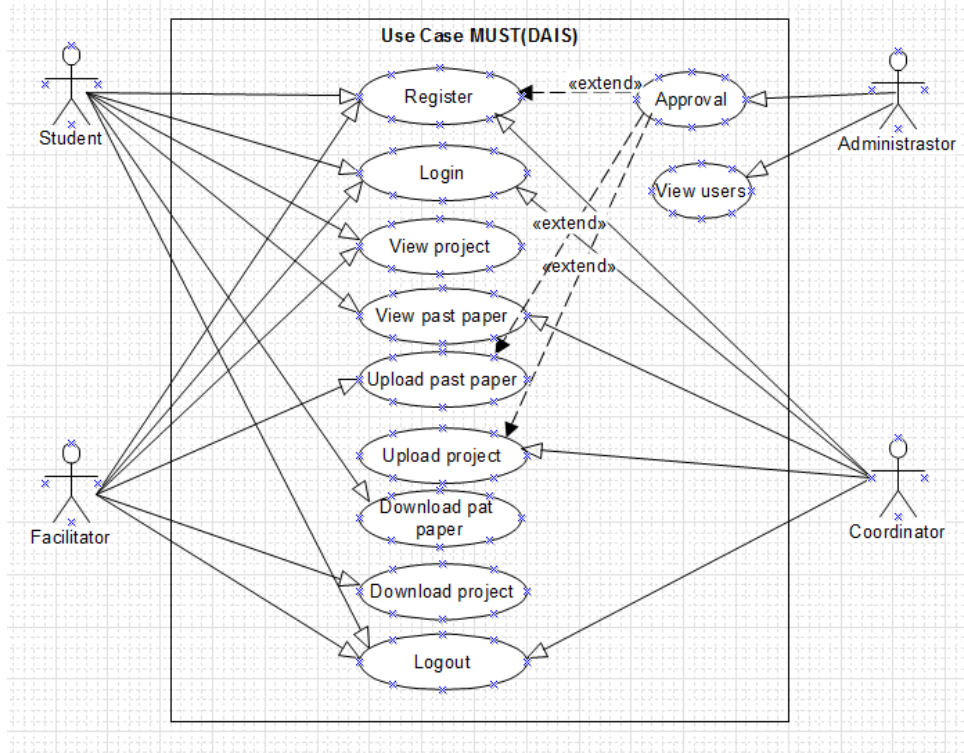 Use Case MUST(DAIS)
Register
«extend»
Approval
Student
Administrastor
Login
View users
«extend»
View project
«extend»
View past paper
Upload past paper
Upload project
Download pat
paper
Facilitator
Coordinator
Download project
Logout